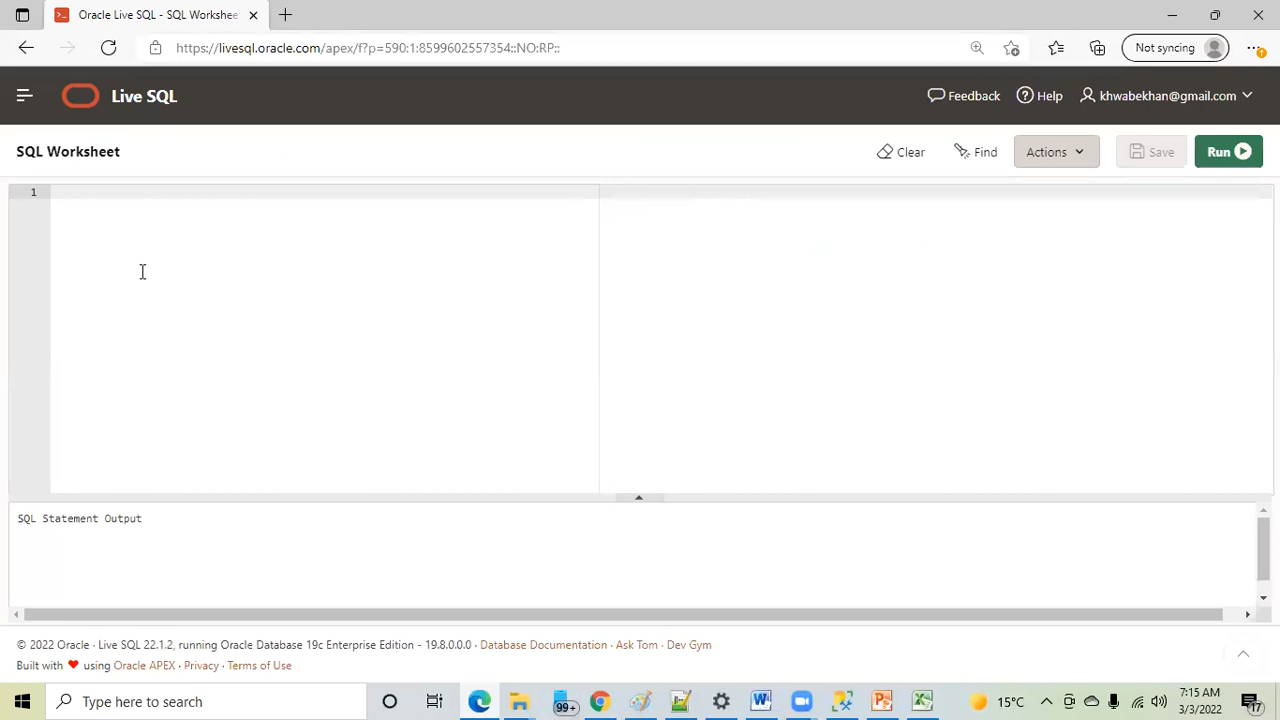 Oracle Live SQL - SQL Workshee
https://livesql.oracle.com/apex/f?p=590:1:8599602557354::NO:RP::
Not syncing
Live SQL
Feedback
Help
khwabekhan@gmail.com
SQL Worksheet
Clear
Find
Actions
Save
Run
1
SQL Statement Output
© 2022 Oracle · Live SQL 22.1.2, running Oracle Database 19c Enterprise Edition - 19.8.0.0.0 · Database Documentation · Ask Tom · Dev Gym
Built with ❤ using Oracle APEX · Privacy · Terms of Use
Type here to search
99+
15°C
7:15 AM
3/3/2022
17